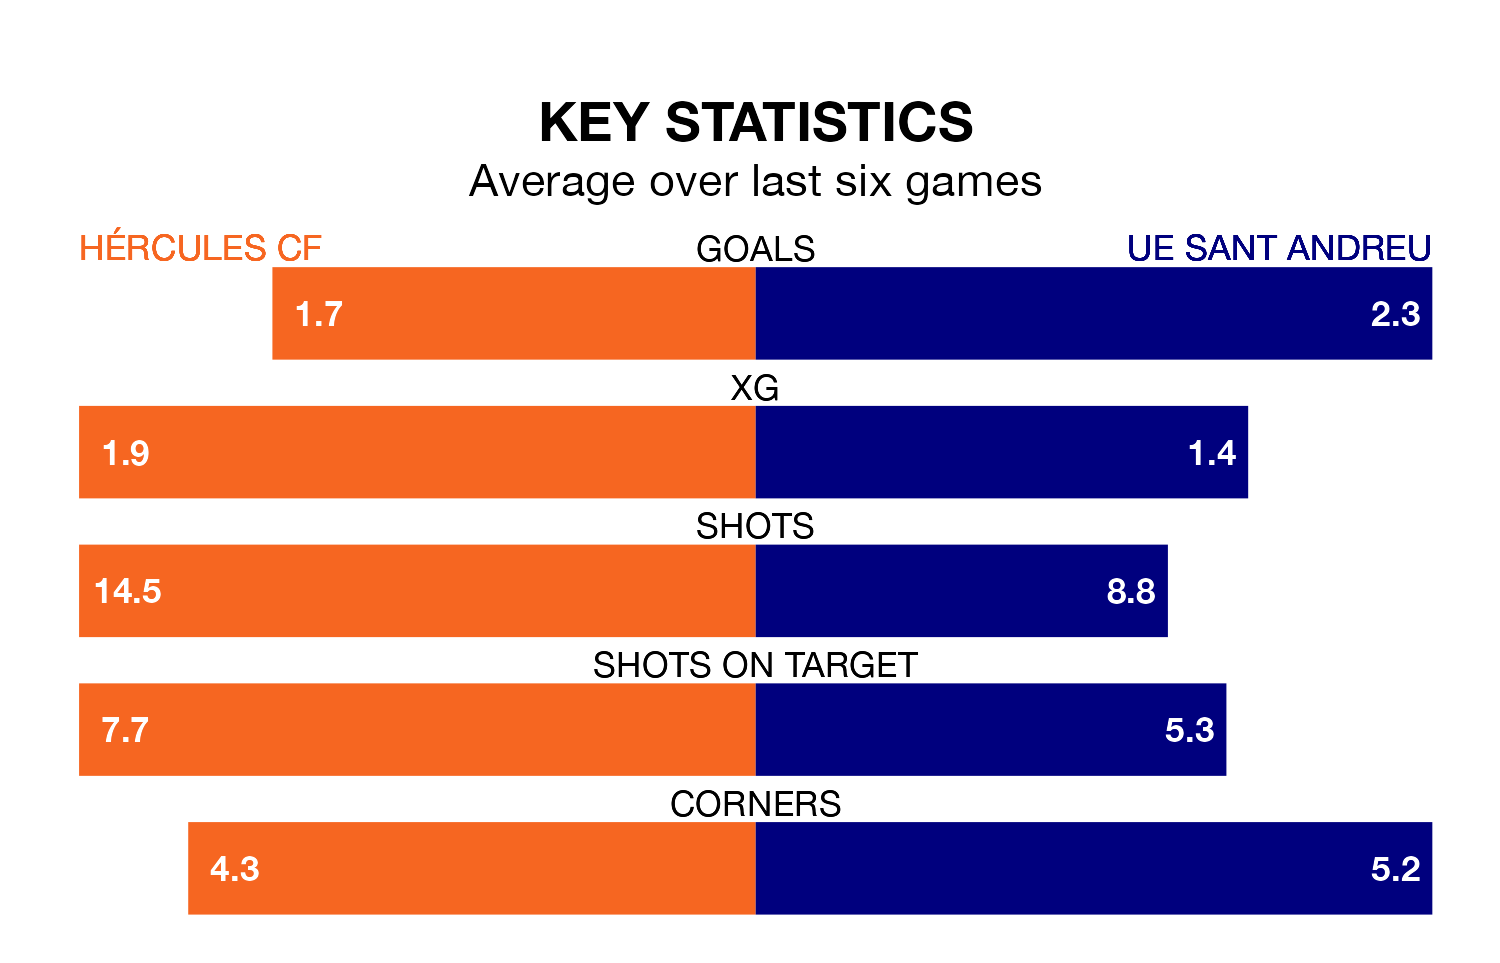 KEY STATISTICS
Average over last six games
HÉRCULES CF GOALS UE SANT ANDREU
1.7 2.3
XG
1.9 1.4
SHOTS
14.5 8.8
SHOTS ON TARGET
7.7 5.3
CORNERS
4.3 5.2